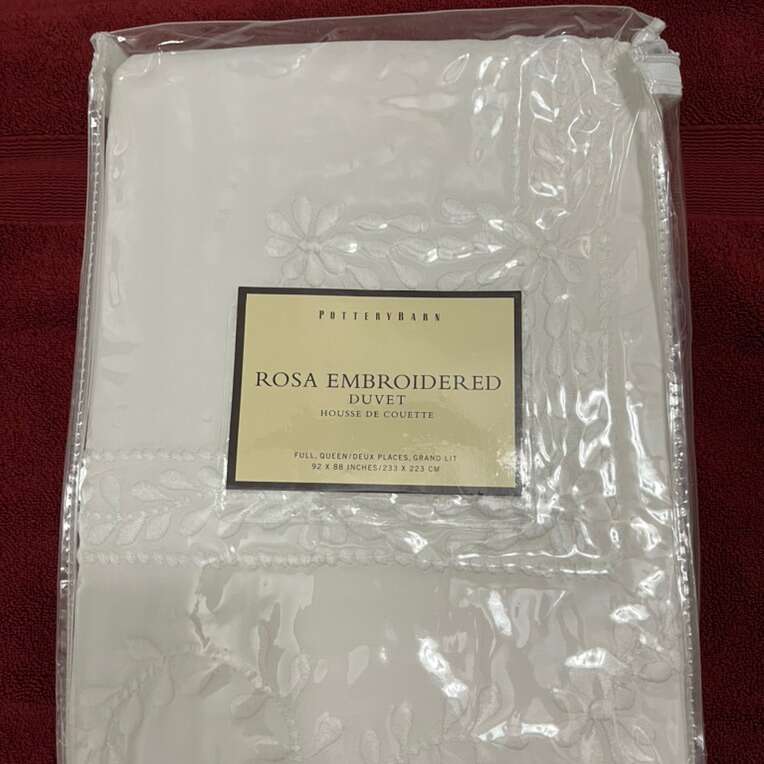 POTTERYBARN
ROSA EMBROIDERED
DUVET
HOUSSE DE COUETTE
FULL, QUEEN/DEUX PLACES, GRAND LIT
92 X 88 INCHES/233 X 223 CM